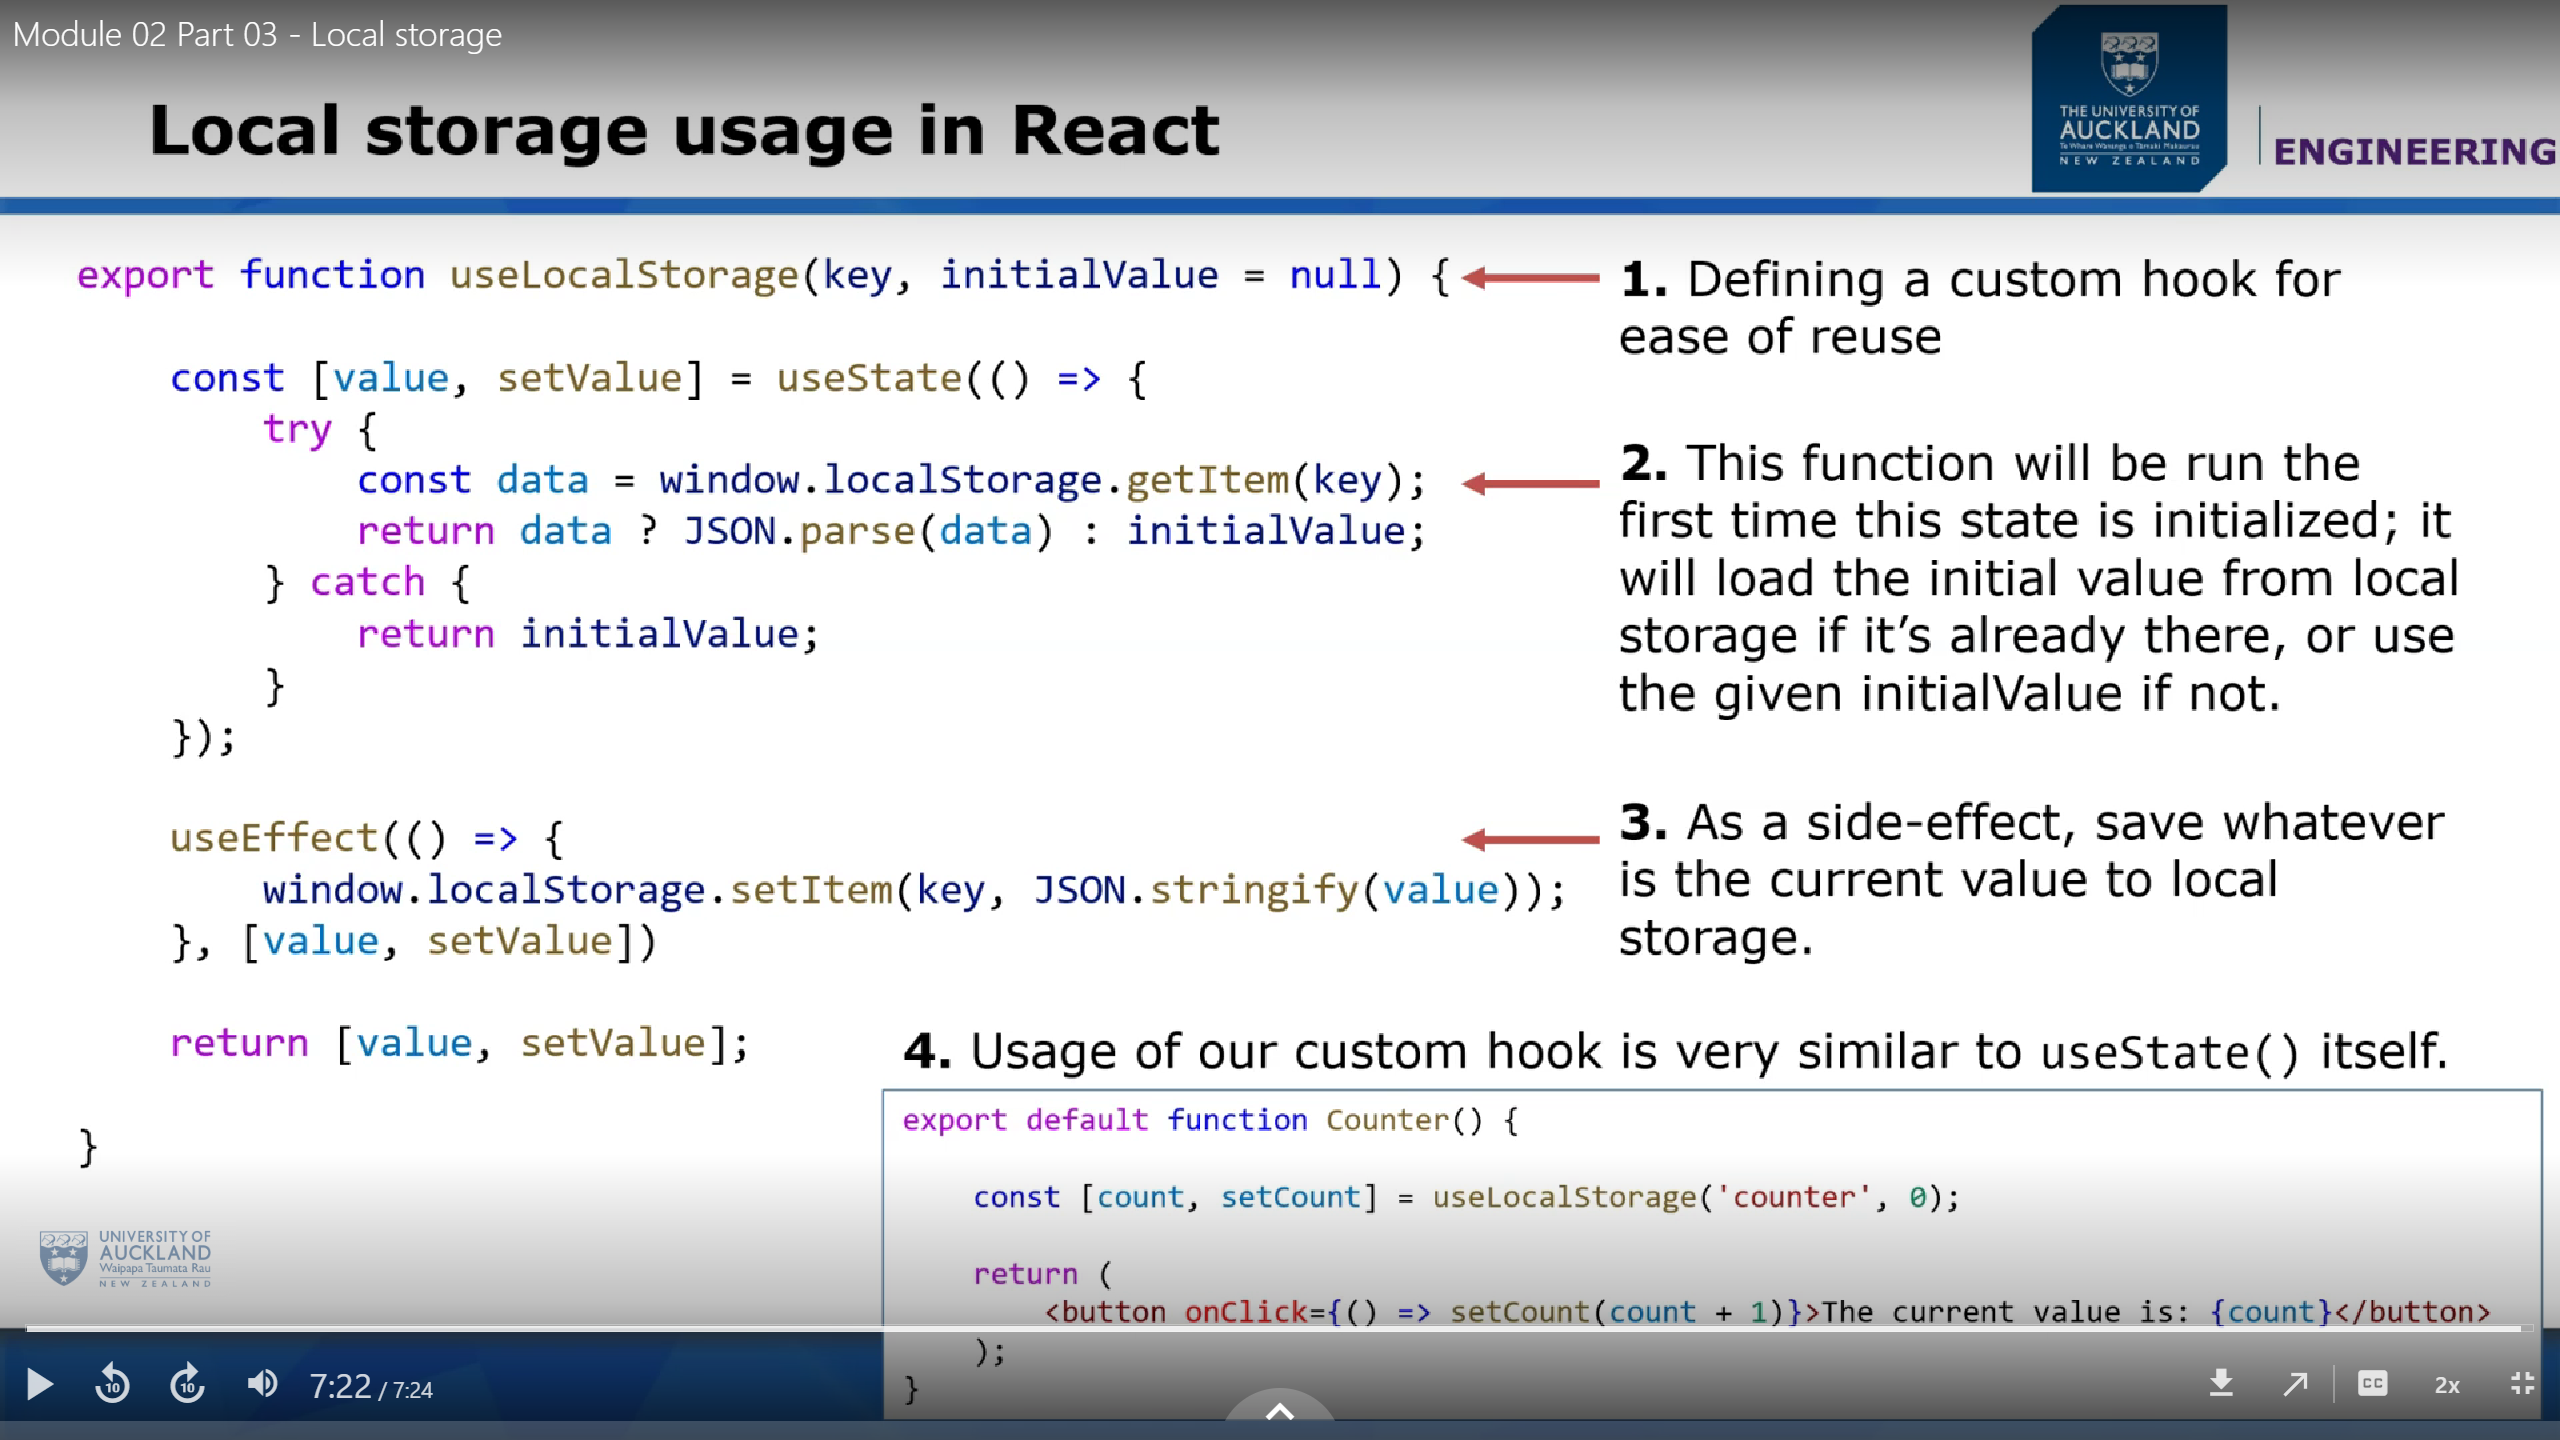 Module 02 Part 03 - Local storage
Local storage usage in React
THE UNIVERSITY OF
AUCKLAND
Te Whare Wananga o Tamaki Makaurau
NEW ZEALAND
ENGINEERING
export function useLocalStorage(key, initialValue = null) {
const [value, setValue] = useState(() => {
try {
const data = window.localStorage.getItem(key);
return data ? JSON.parse(data) : initialValue;
} catch {
return initialValue;
}
});
useEffect(() => {
window.localStorage.setItem(key, JSON.stringify(value));
}, [value, setValue])
return [value, setValue];
}
1. Defining a custom hook for
ease of reuse
2. This function will be run the
first time this state is initialized; it
will load the initial value from local
storage if it’s already there, or use
the given initialValue if not.
3. As a side-effect, save whatever
is the current value to local
storage.
4. Usage of our custom hook is very similar to useState() itself.
export default function Counter() {
const [count, setCount] = useLocalStorage('counter', 0);
return (
<button onClick={() => setCount(count + 1)}>The current value is: {count}</button>
);
}
UNIVERSITY OF
AUCKLAND
Waipapa Taumata Rau
NEW ZEALAND
10
10
7:22 / 7:24
CC
2x